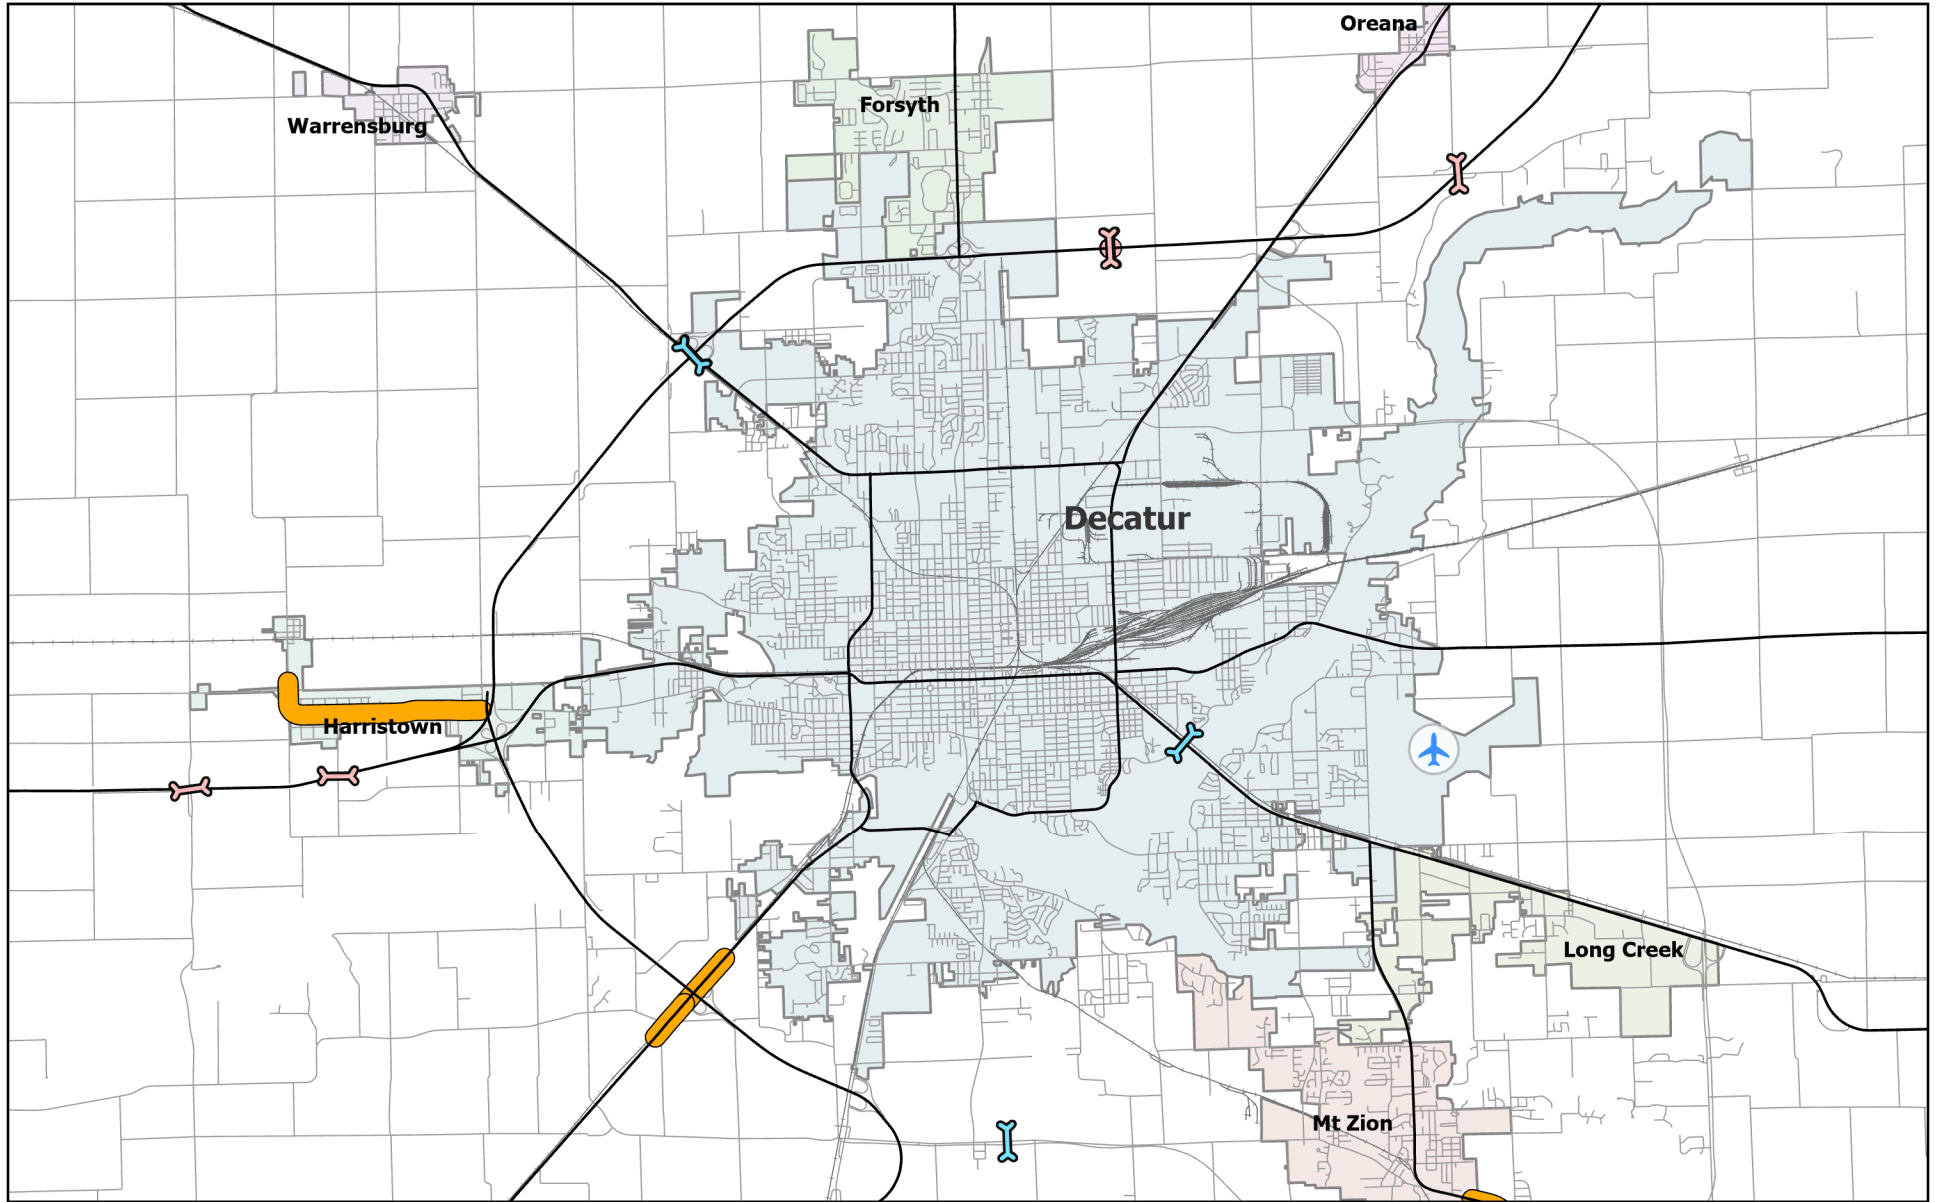 Oreana
Forsyth
Warrensburg
Decatur
Harristown
Long Creek
Mt Zion